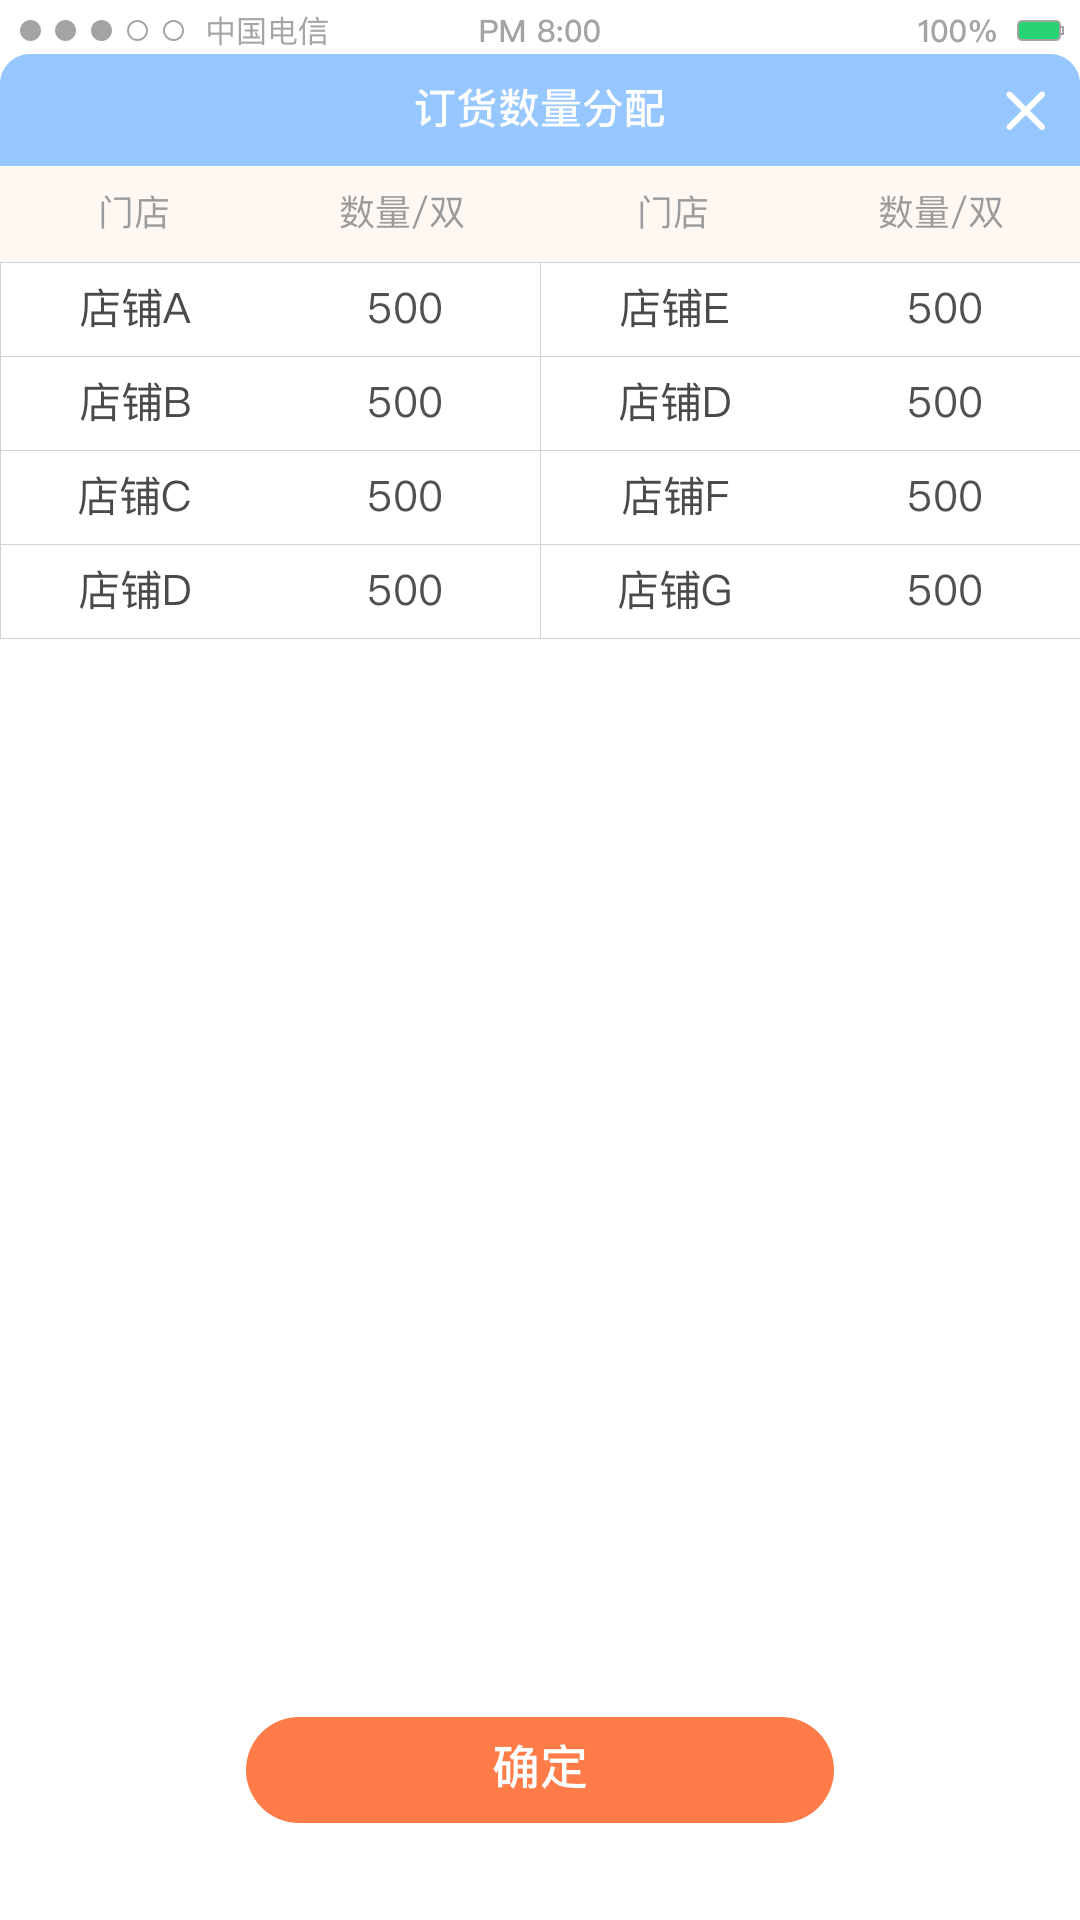 中国电信 PM 8:00 100%
订货数量分配
门店 数量/双 门店 数量/双
店铺A 500 店铺E 500
店铺B 500 店铺D 500
店铺C 500 店铺F 500
店铺D 500 店铺G 500
确定